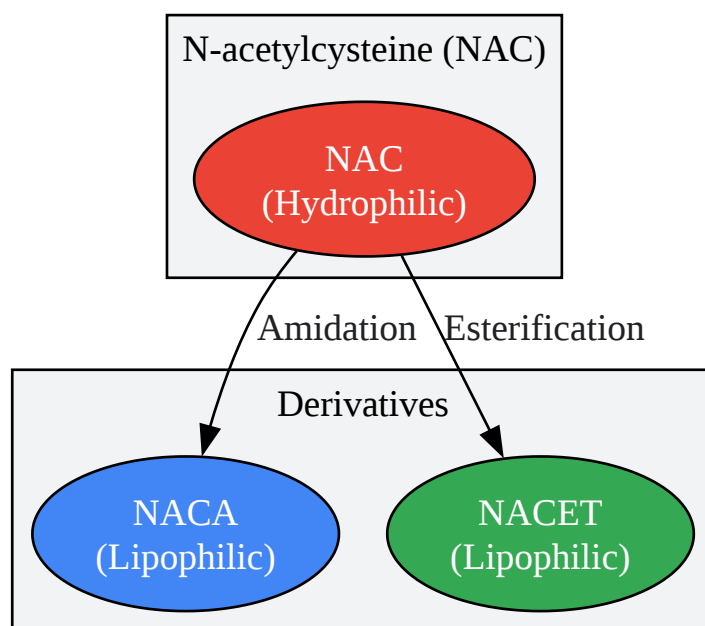 N-acetylcysteine (NAC)
NAC
(Hydrophilic)
Amidation
Esterification
Derivatives
NACA
(Lipophilic)
NACET
(Lipophilic)